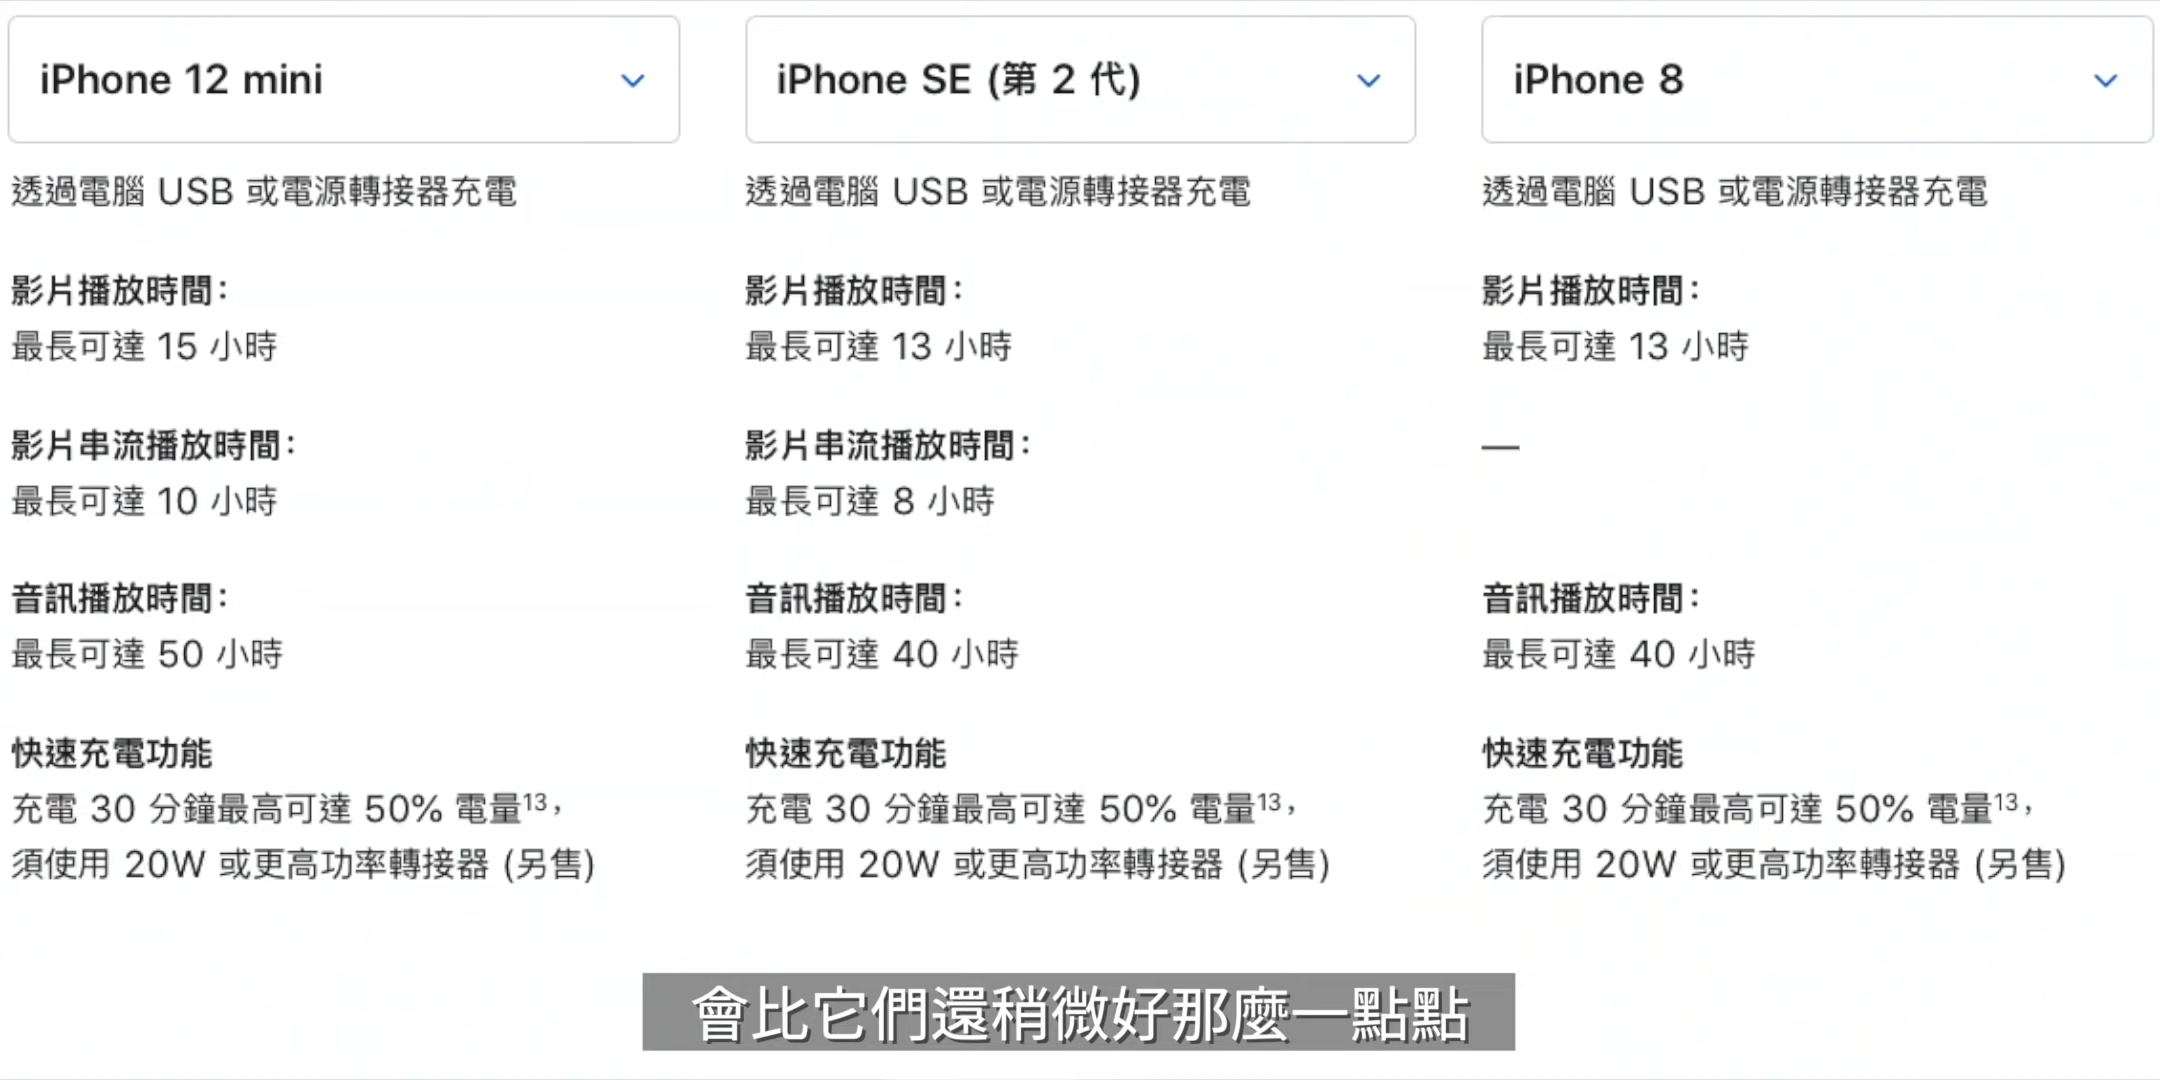 iPhone 12 mini
iPhone SE (第 2 代)
iPhone 8
透過電腦 USB 或電源轉接器充電
透過電腦 USB 或電源轉接器充電
透過電腦 USB 或電源轉接器充電
影片播放時間：
最長可達 15 小時
影片播放時間：
最長可達 13 小時
影片播放時間：
最長可達 13 小時
影片串流播放時間：
最長可達 10 小時
影片串流播放時間：
最長可達 8 小時
—
音訊播放時間：
最長可達 50 小時
音訊播放時間：
最長可達 40 小時
音訊播放時間：
最長可達 40 小時
快速充電功能
充電 30 分鐘最高可達 50% 電量¹³，
須使用 20W 或更高功率轉接器 (另售)
快速充電功能
充電 30 分鐘最高可達 50% 電量¹³，
須使用 20W 或更高功率轉接器 (另售)
快速充電功能
充電 30 分鐘最高可達 50% 電量¹³，
須使用 20W 或更高功率轉接器 (另售)
會比它們還稍微好那麼一點點